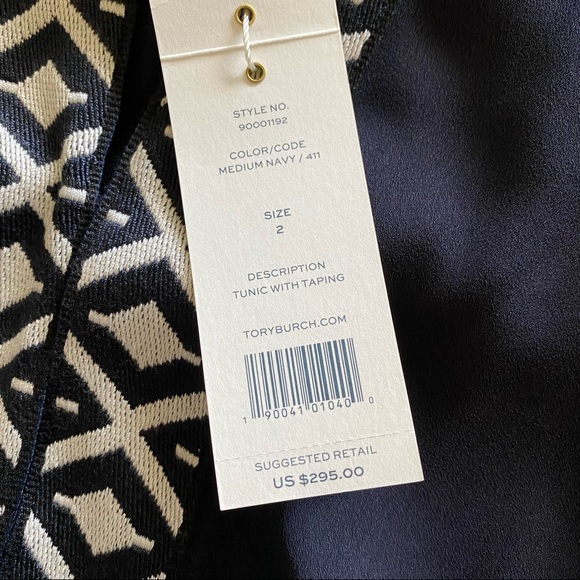 STYLE NO.
90001192
COLOR/CODE
MEDIUM NAVY / 411
SIZE
2
DESCRIPTION
TUNIC WITH TAPING
TORYBURCH.COM
1 90041 01040 0
SUGGESTED RETAIL
US $295.00